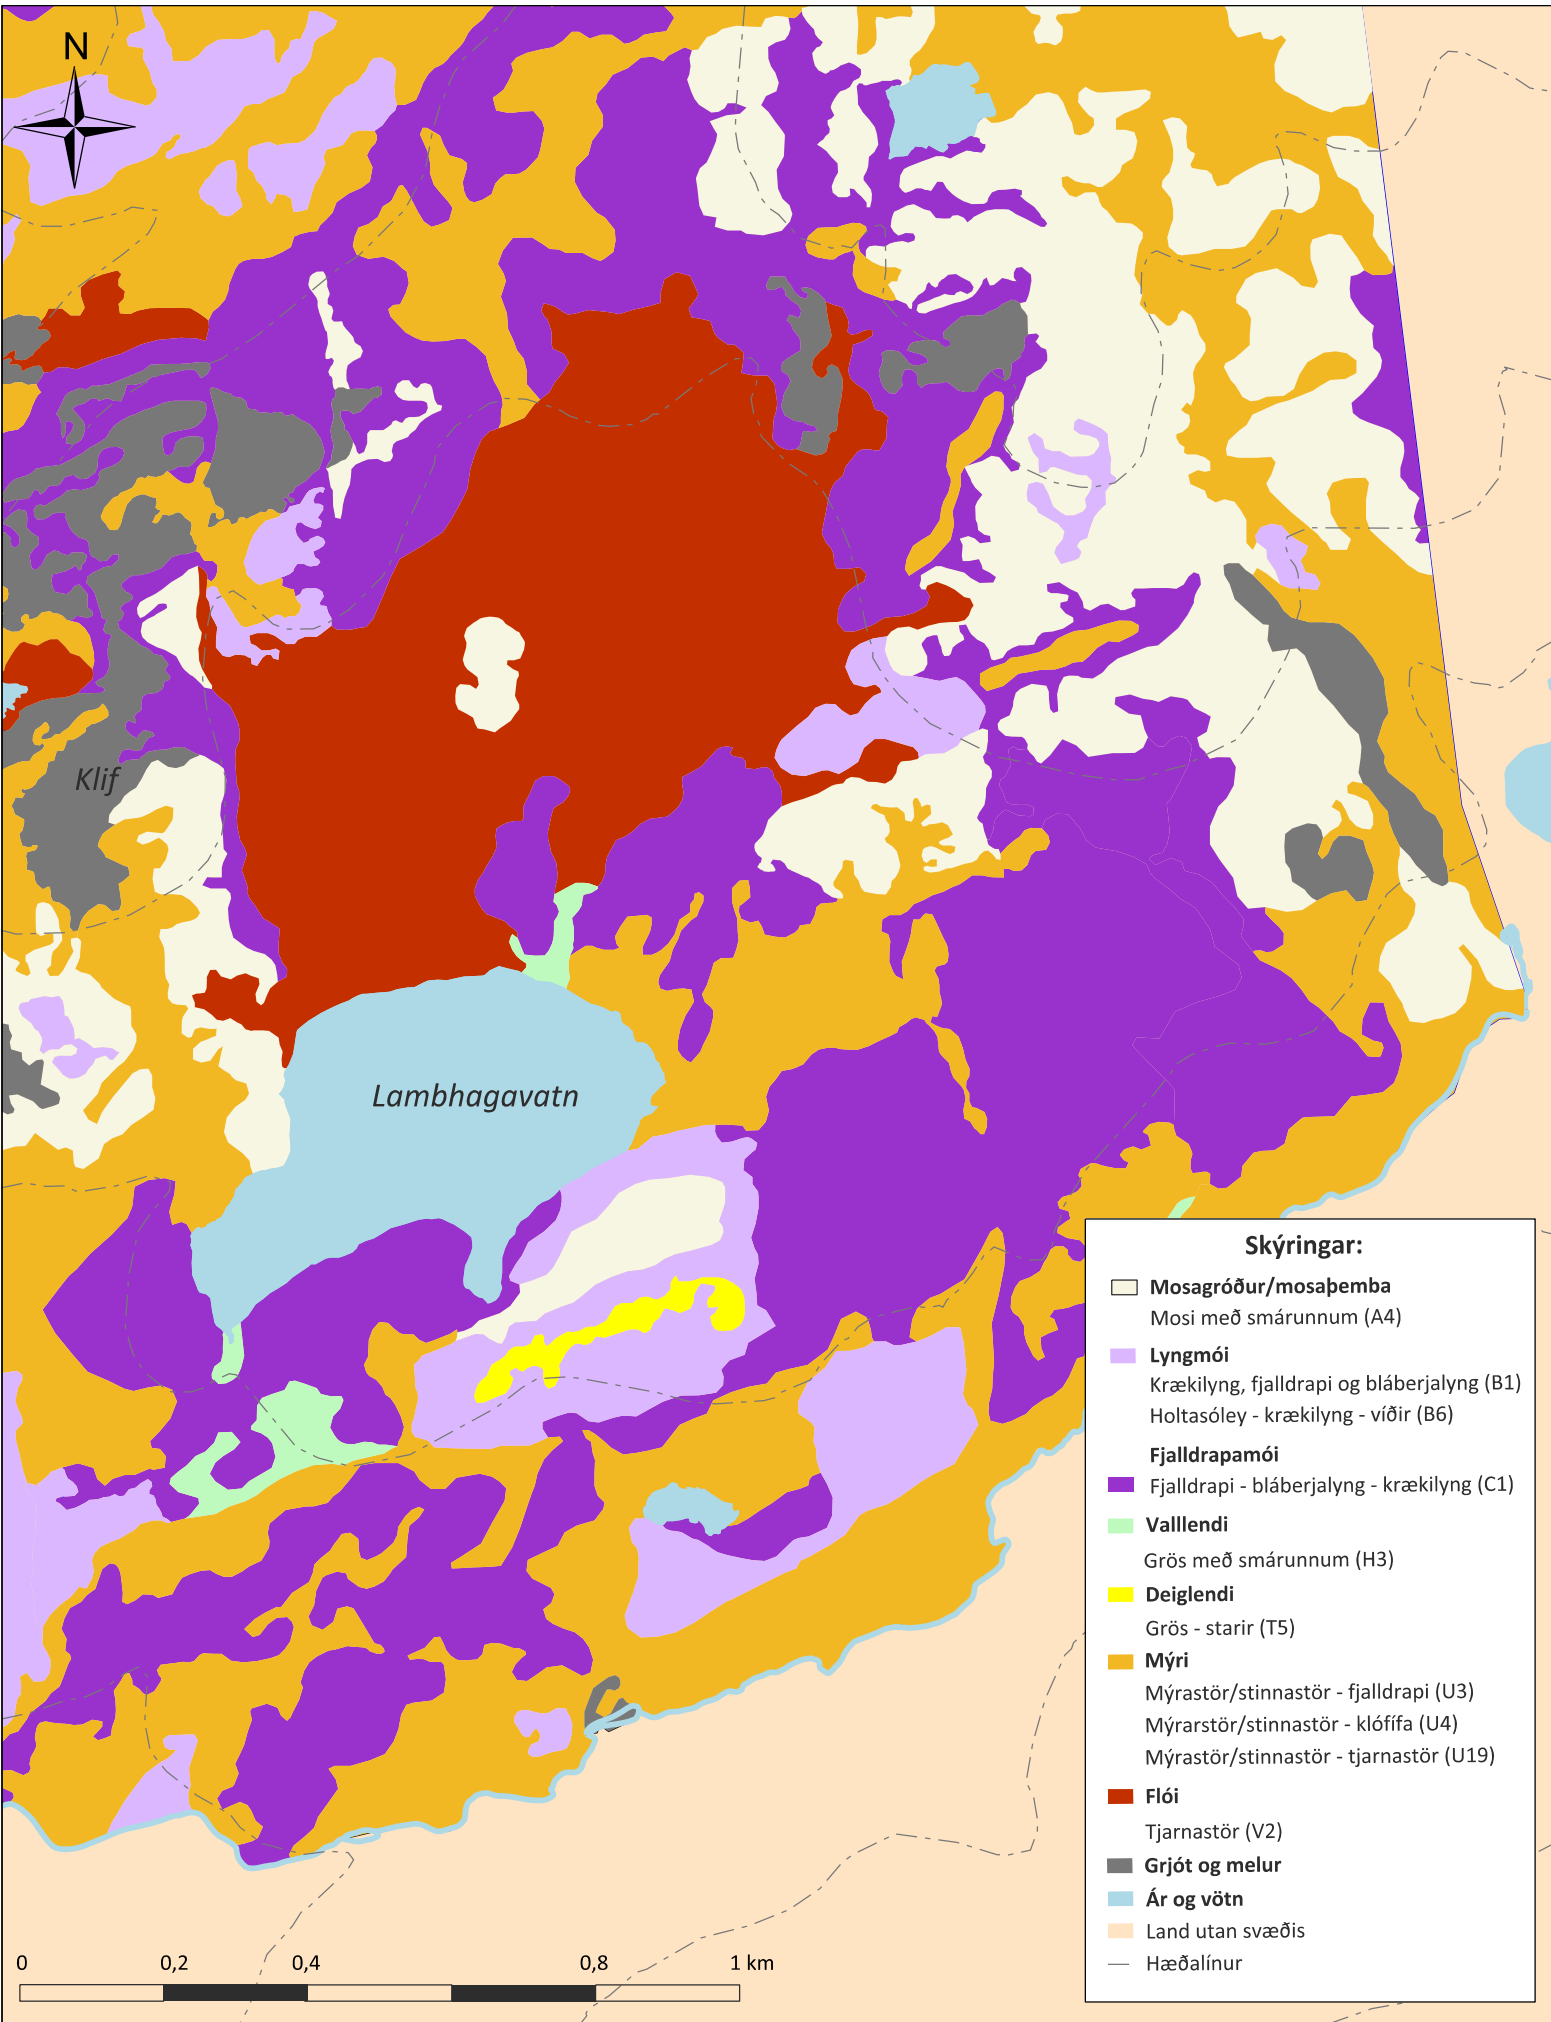 N
Klif
Lambhagavatn
Skýringar:
Mosagróður/mosaþemba
Mosi með smárunnum (A4)
Lyngmói
Krækilyng, fjalldrapi og bláberjalyng (B1)
Holtasóley - krækilyng - víðir (B6)
Fjalldrapamói
Fjalldrapi - bláberjalyng - krækilyng (C1)
Valllendi
Grös með smárunnum (H3)
Deiglendi
Grös - starir (T5)
Mýri
Mýrastör/stinnastör - fjalldrapi (U3)
Mýrarstör/stinnastör - klófífa (U4)
Mýrastör/stinnastör - tjarnastör (U19)
Flói
Tjarnastör (V2)
Grjót og melur
Ár og vötn
Land utan svæðis
Hæðalínur
0 0,2 0,4 0,8 1 km